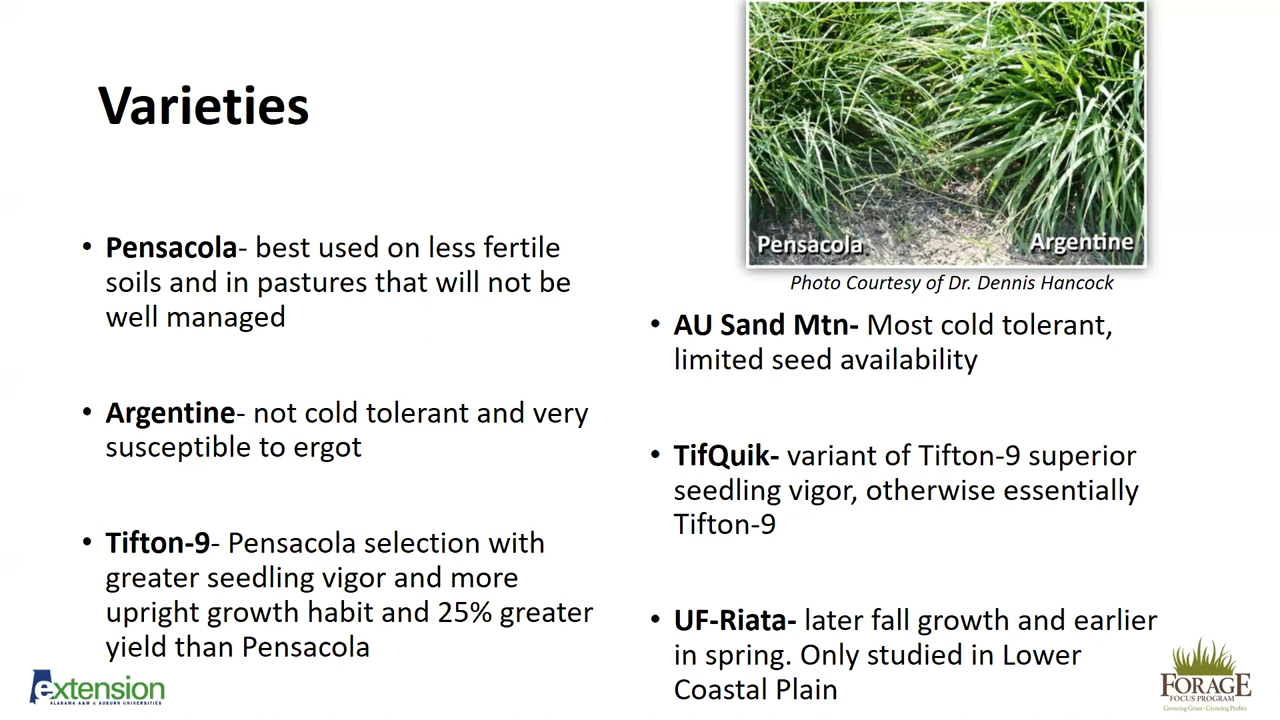 Varieties
• Pensacola- best used on less fertile
soils and in pastures that will not be
well managed
• Argentine- not cold tolerant and very
susceptible to ergot
• Tifton-9- Pensacola selection with
greater seedling vigor and more
upright growth habit and 25% greater
yield than Pensacola
Pensacola
Argentine
Photo Courtesy of Dr. Dennis Hancock
• AU Sand Mtn- Most cold tolerant,
limited seed availability
• TifQuik- variant of Tifton-9 superior
seedling vigor, otherwise essentially
Tifton-9
• UF-Riata- later fall growth and earlier
in spring. Only studied in Lower
Coastal Plain
extension
ALABAMA A&M & AUBURN UNIVERSITIES
FORAGE
FOCUS PROGRAM
Growing Grass · Growing Profits